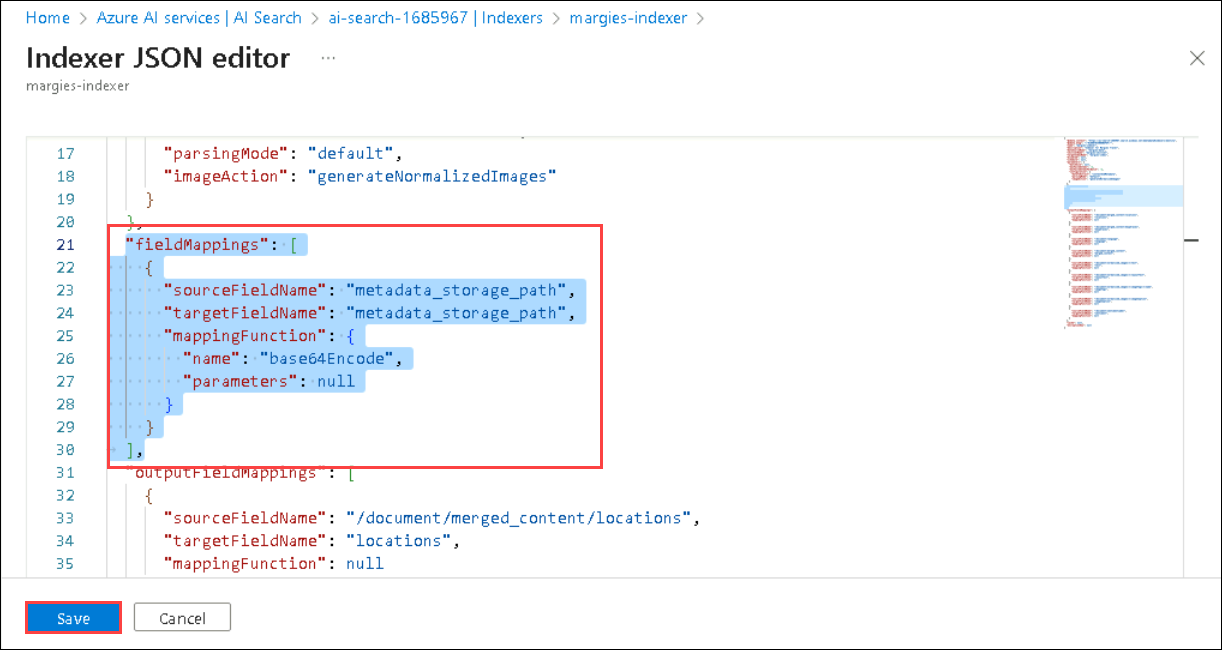 Home > Azure AI services | AI Search > ai-search-1685967 | Indexers > margies-indexer >
Indexer JSON editor ...
margies-indexer
17 "parsingMode": "default",
18 "imageAction": "generateNormalizedImages"
19 }
20 },
21 "fieldMappings": [
22 {
23 "sourceFieldName": "metadata_storage_path",
24 "targetFieldName": "metadata_storage_path",
25 "mappingFunction": {
26 "name": "base64Encode",
27 "parameters": null
28 }
29 }
30 ],
31 "outputFieldMappings": [
32 {
33 "sourceFieldName": "/document/merged_content/locations",
34 "targetFieldName": "locations",
35 "mappingFunction": null
Save Cancel